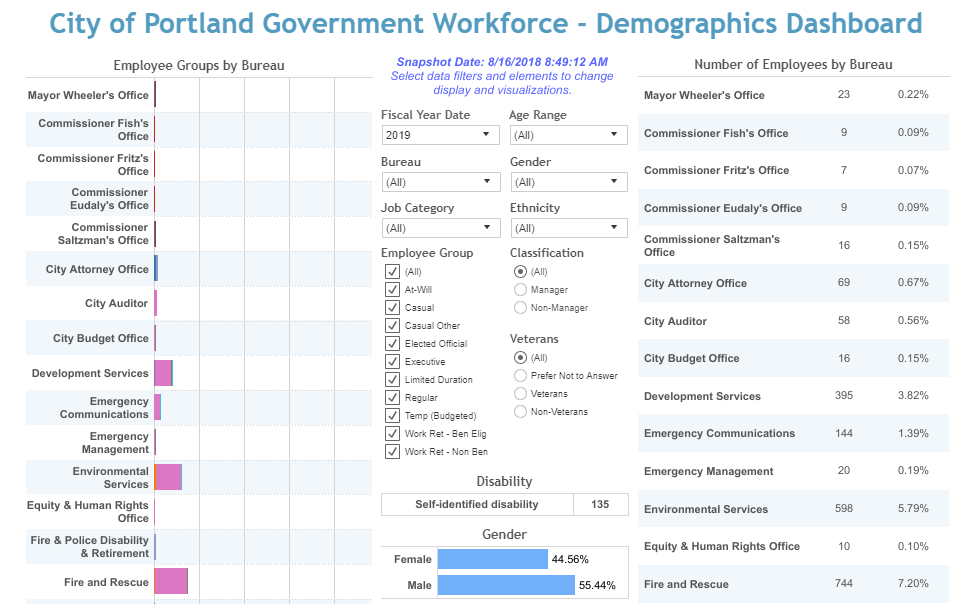 City of Portland Government Workforce - Demographics Dashboard
Employee Groups by Bureau
Mayor Wheeler's Office
Commissioner Fish's
Office
Commissioner Fritz's
Office
Commissioner
Eudaly's Office
Commissioner
Saltzman's Office
City Attorney Office
City Auditor
City Budget Office
Development Services
Emergency
Communications
Emergency
Management
Environmental
Services
Equity & Human Rights
Office
Fire & Police Disability
& Retirement
Fire and Rescue
Snapshot Date: 8/16/2018 8:49:12 AM
Select data filters and elements to change
display and visualizations.
Fiscal Year Date Age Range
2019 (All)
Bureau Gender
(All) (All)
Job Category Ethnicity
(All) (All)
Employee Group
(All)
At-Will
Casual
Casual Other
Elected Official
Executive
Limited Duration
Regular
Temp (Budgeted)
Work Ret - Ben Elig
Work Ret - Non Ben
Classification
(All)
Manager
Non-Manager
Veterans
(All)
Prefer Not to Answer
Veterans
Non-Veterans
Disability
Self-identified disability 135
Gender
Female 44.56%
Male 55.44%
Number of Employees by Bureau
Mayor Wheeler's Office 23 0.22%
Commissioner Fish's Office 9 0.09%
Commissioner Fritz's Office 7 0.07%
Commissioner Eudaly's Office 9 0.09%
Commissioner Saltzman's
Office 16 0.15%
City Attorney Office 69 0.67%
City Auditor 58 0.56%
City Budget Office 16 0.15%
Development Services 395 3.82%
Emergency Communications 144 1.39%
Emergency Management 20 0.19%
Environmental Services 598 5.79%
Equity & Human Rights Office 10 0.10%
Fire and Rescue 744 7.20%